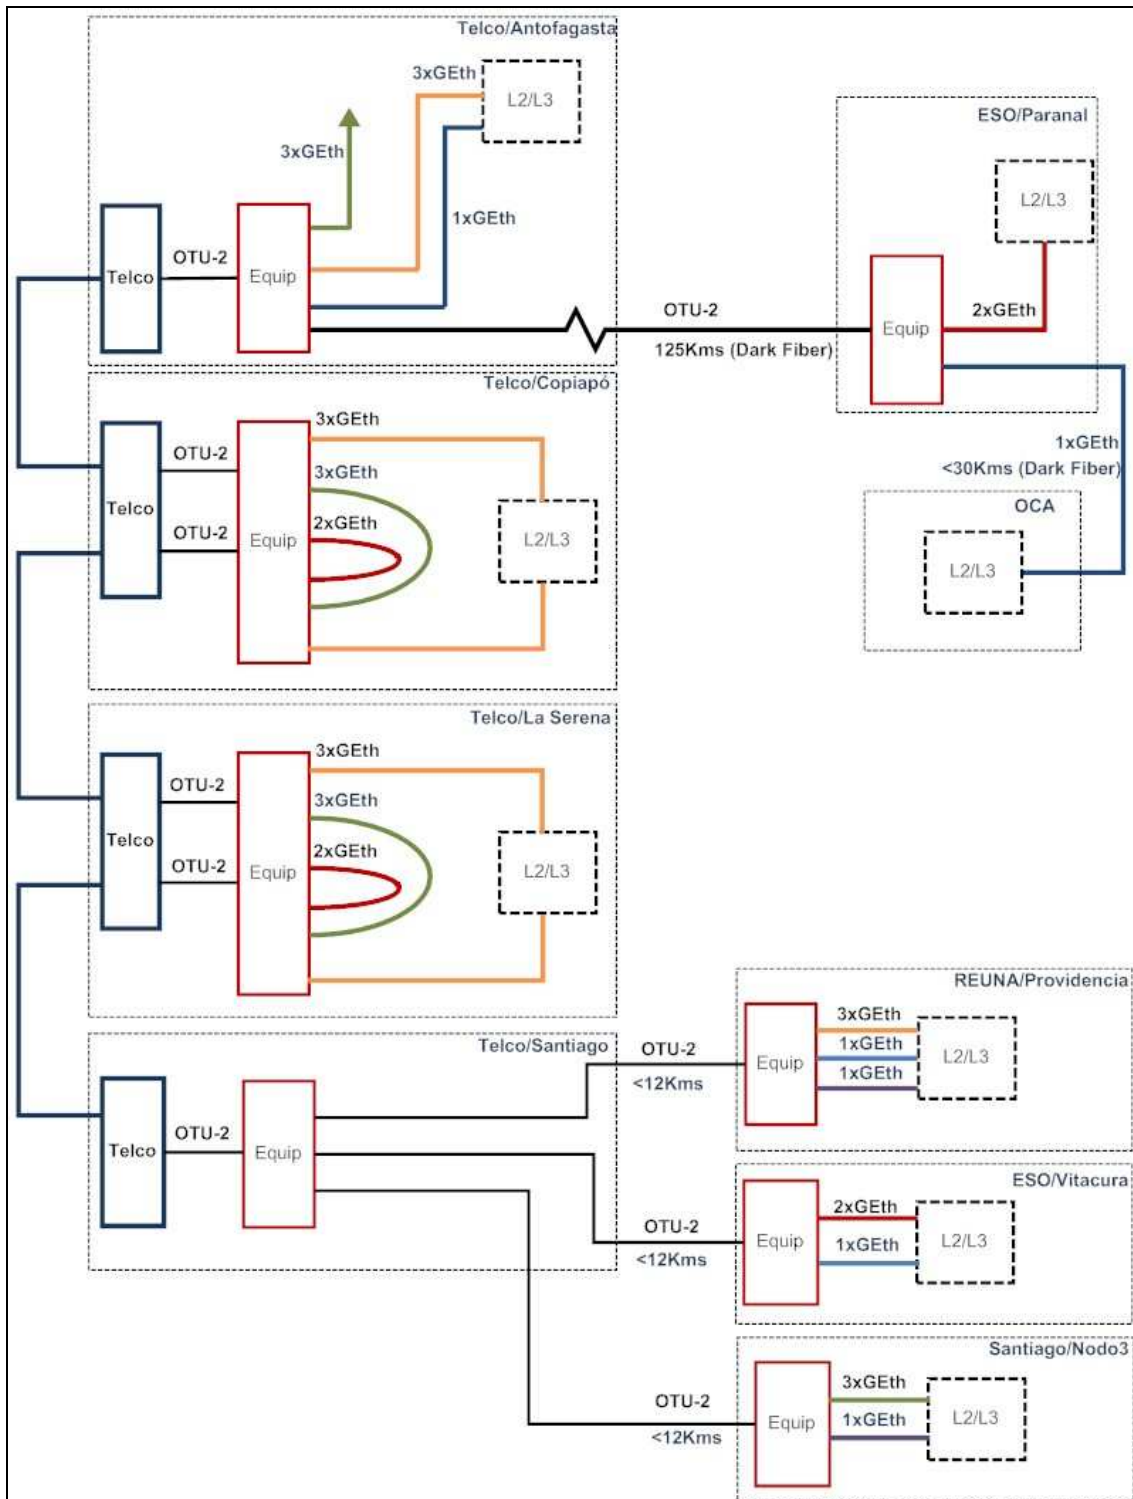 Telco/Antofagasta
3xGEth
L2/L3
3xGEth
1xGEth
OTU-2
Telco
Equip
ESO/Paranal
L2/L3
OTU-2
125Kms (Dark Fiber)
Equip
2xGEth
1xGEth
<30Kms (Dark Fiber)
OCA
L2/L3
Telco/Copiapó
3xGEth
OTU-2
3xGEth
Telco
2xGEth
OTU-2
Equip
L2/L3
Telco/La Serena
3xGEth
OTU-2
3xGEth
Telco
2xGEth
OTU-2
Equip
L2/L3
Telco/Santiago
OTU-2
Telco
Equip
OTU-2
<12Kms
REUNA/Providencia
3xGEth
1xGEth
1xGEth
Equip
L2/L3
OTU-2
<12Kms
ESO/Vitacura
2xGEth
1xGEth
Equip
L2/L3
OTU-2
<12Kms
Santiago/Nodo3
3xGEth
1xGEth
Equip
L2/L3